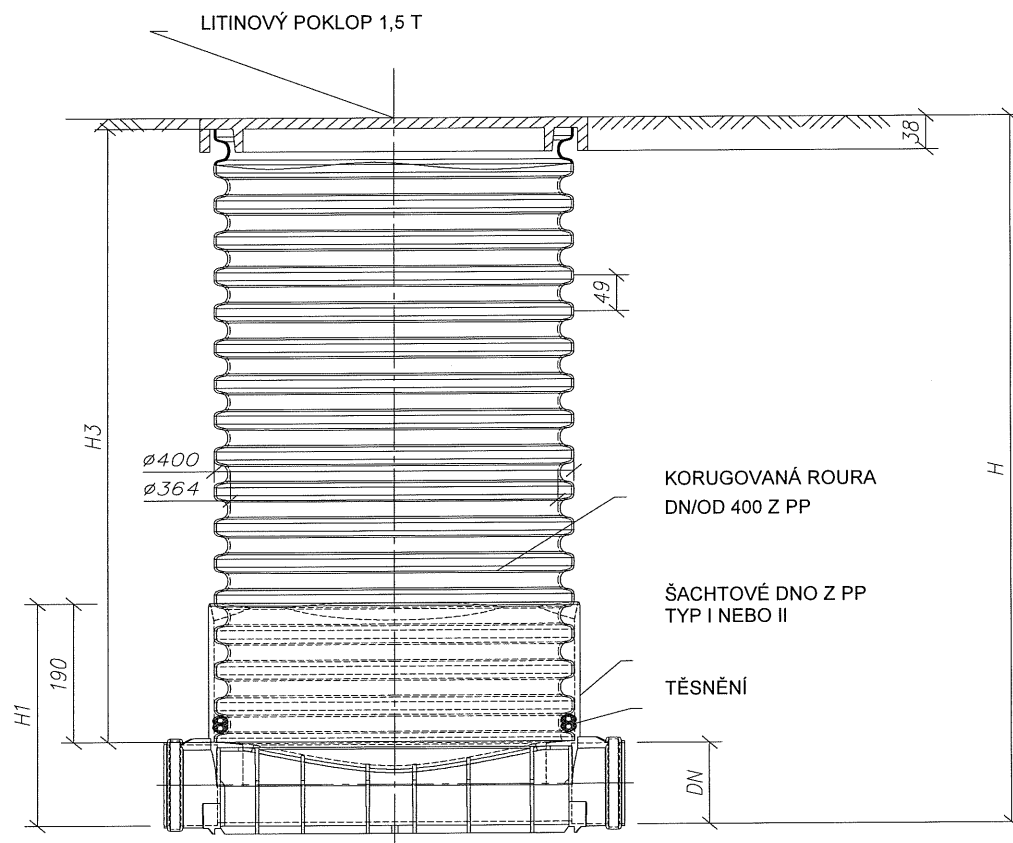 LITINOVÝ POKLOP 1,5 T
38
49
H3
H
ø400
ø364
KORUGOVANÁ ROURA
DN/OD 400 Z PP
ŠACHTOVÉ DNO Z PP
TYP I NEBO II
190
TĚSNĚNÍ
H1
DN